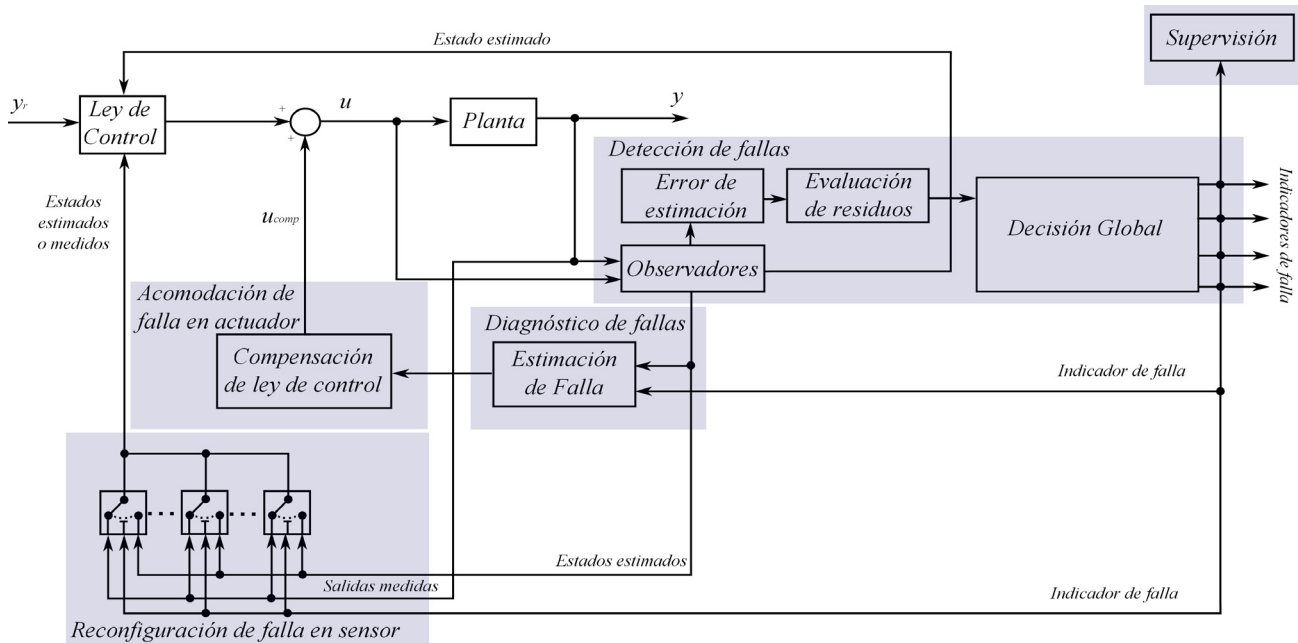 Estado estimado
Supervisión
yr
Ley de
Control
+
+
u
Planta
y
Detección de fallas
Error de
estimación
Evaluación
de residuos
Decisión Global
Indicadores de falla
Observadores
Estados
estimados
o medidos
ucomp
Acomodación de
falla en actuador
Compensación
de ley de control
Diagnóstico de fallas
Estimación
de Falla
Indicador de falla
Estados estimados
Salidas medidas
Indicador de falla
Reconfiguración de falla en sensor